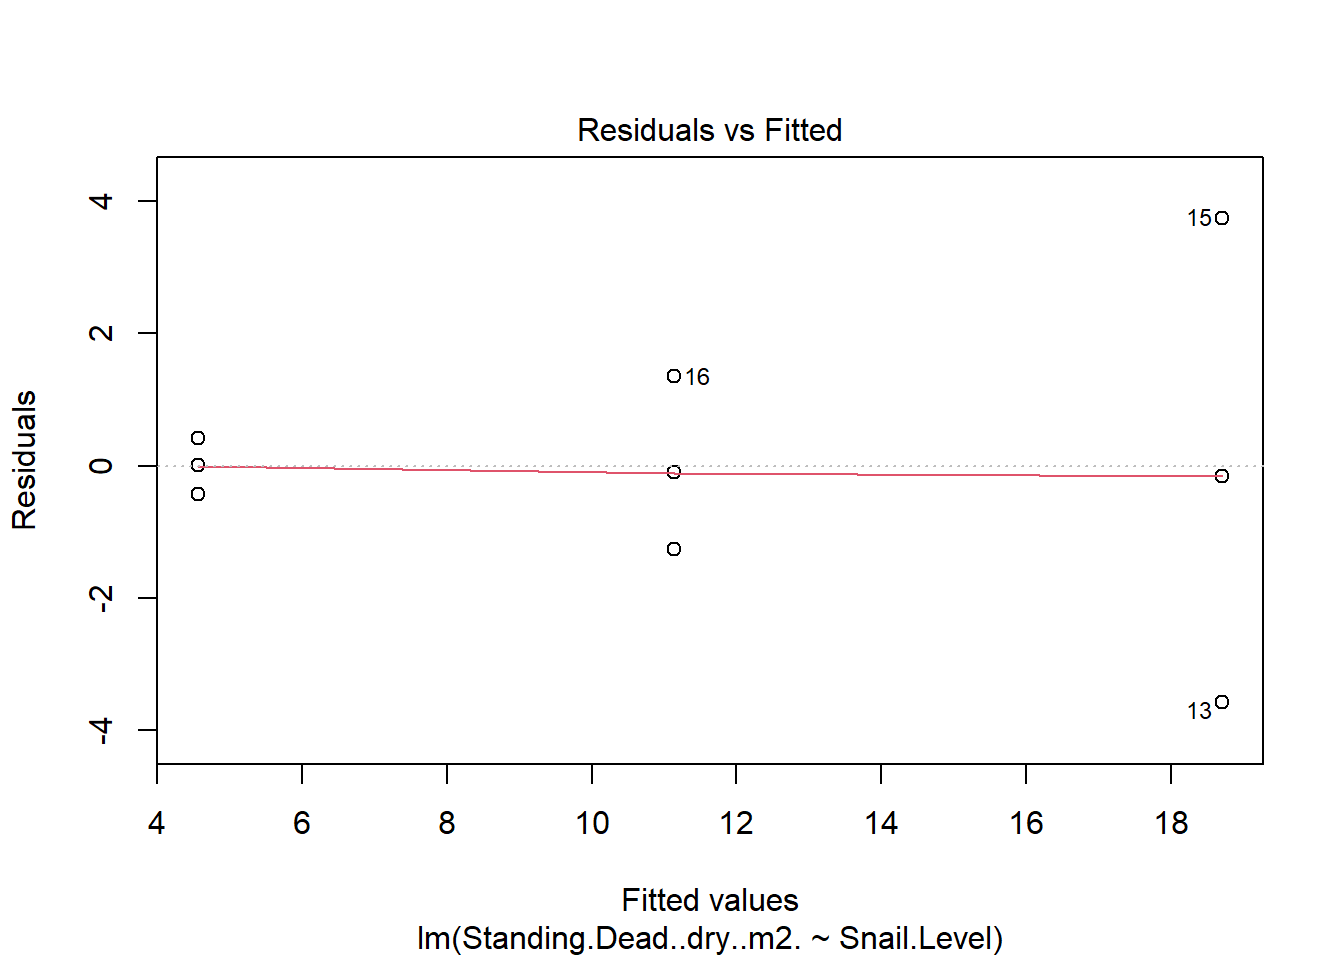 Residuals vs Fitted
4
2
0
-2
-4
Residuals
15
16
13
4 6 8 10 12 14 16 18
Fitted values
lm(Standing.Dead..dry..m2. ~ Snail.Level)